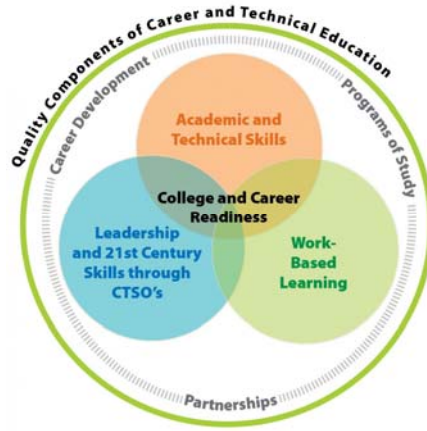 Quality Components of Career and Technical Education
Career Development
Programs of Study
Academic and
Technical Skills
College and Career
Readiness
Leadership
and 21st Century
Skills through
CTSO's
Work-
Based
Learning
Partnerships